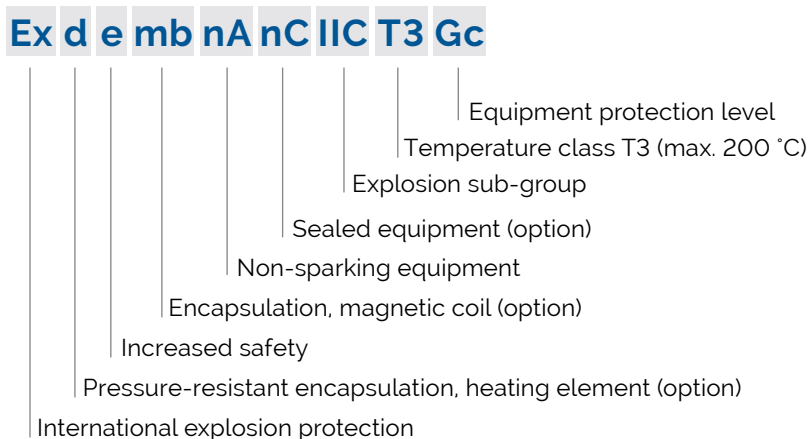 Ex d e mb nA nC IIC T3 Gc
Equipment protection level
Temperature class T3 (max. 200 °C)
Explosion sub-group
Sealed equipment (option)
Non-sparking equipment
Encapsulation, magnetic coil (option)
Increased safety
Pressure-resistant encapsulation, heating element (option)
International explosion protection